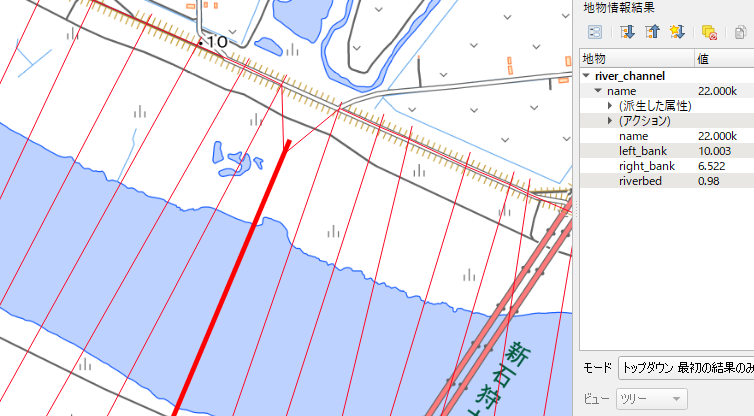 .10
新石狩
地物情報結果
地物 値
river_channel
name 22.000k
(派生した属性)
(アクション)
name 22.000k
left_bank 10.003
right_bank 6.522
riverbed 0.98
モード トップダウン 最初の結果のみ
ビュー ツリー